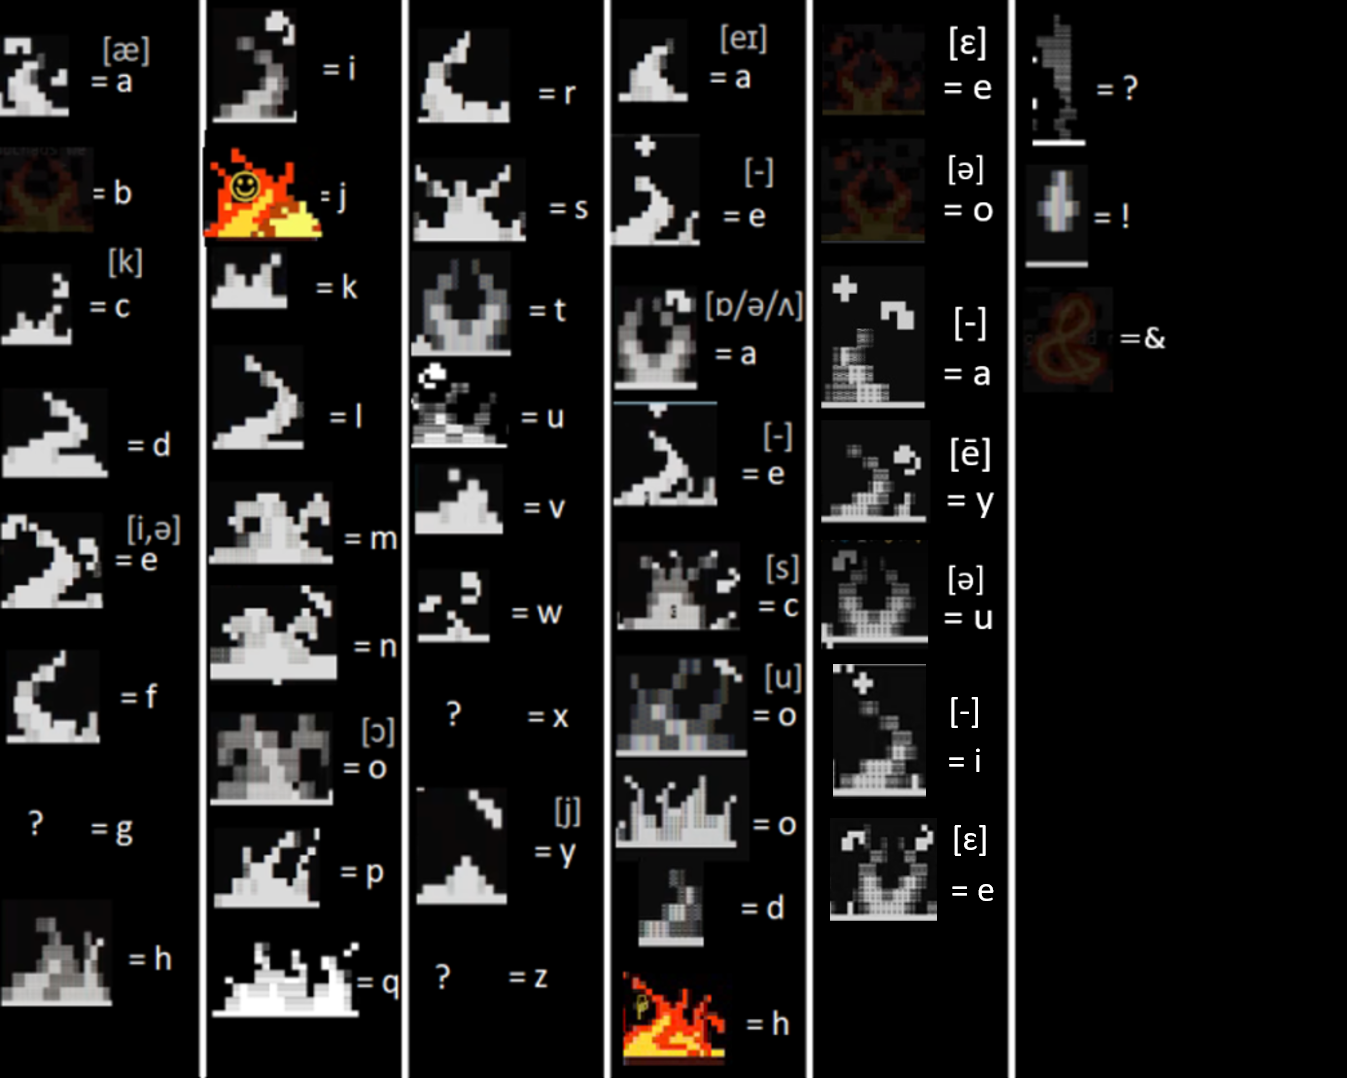 [æ]
= a
= b
[k]
= c
= d
[i,ə]
= e
= f
? = g
= h
= i
= j
= k
= l
= m
= n
[ɔ]
= o
= p
= q
= r
= s
= t
= u
= v
= w
? = x
[j]
= y
? = z
[eɪ]
= a
[-]
= e
[ɒ/ə/ʌ]
= a
[-]
= e
[s]
= c
[u]
= o
= o
= d
= h
[ɛ]
= e
[ə]
= o
[-]
= a
[ē]
= y
[ə]
= u
[-]
= i
[ɛ]
= e
= ?
= !
=&